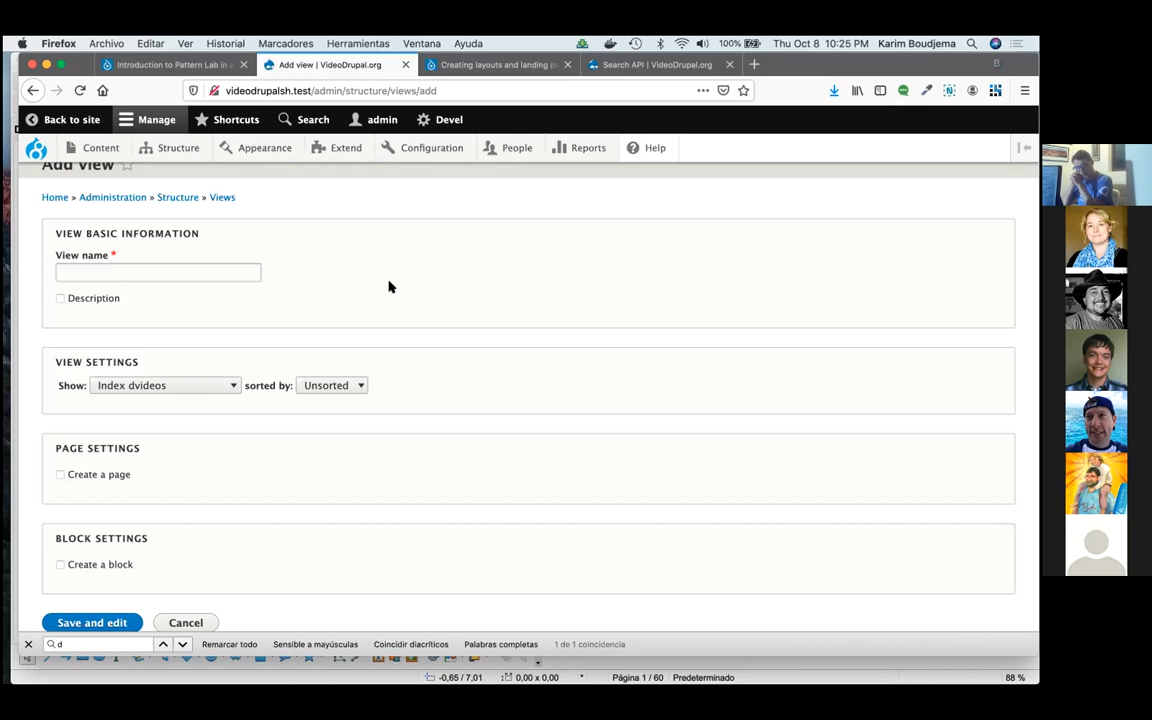 Firefox Archivo Editar Ver Historial Marcadores Herramientas Ventana Ayuda 100% Thu Oct 8 10:25 PM Karim Boudjema
Introduction to Pattern Lab in a Add view | VideoDrupal.org Creating layouts and landing pa Search API | VideoDrupal.org
videodrupalsh.test/admin/structure/views/add
Back to site Manage Shortcuts Search admin Devel
Content Structure Appearance Extend Configuration People Reports Help
Add view
Home » Administration » Structure » Views
VIEW BASIC INFORMATION
View name *
Description
VIEW SETTINGS
Show: Index dvideos sorted by: Unsorted
PAGE SETTINGS
Create a page
BLOCK SETTINGS
Create a block
Save and edit Cancel
d Remarcar todo Sensible a mayúsculas Coincidir diacríticos Palabras completas 1 de 1 coincidencia
-0,65 / 7,01 0,00 x 0,00 * Página 1 / 60 Predeterminado 88 %